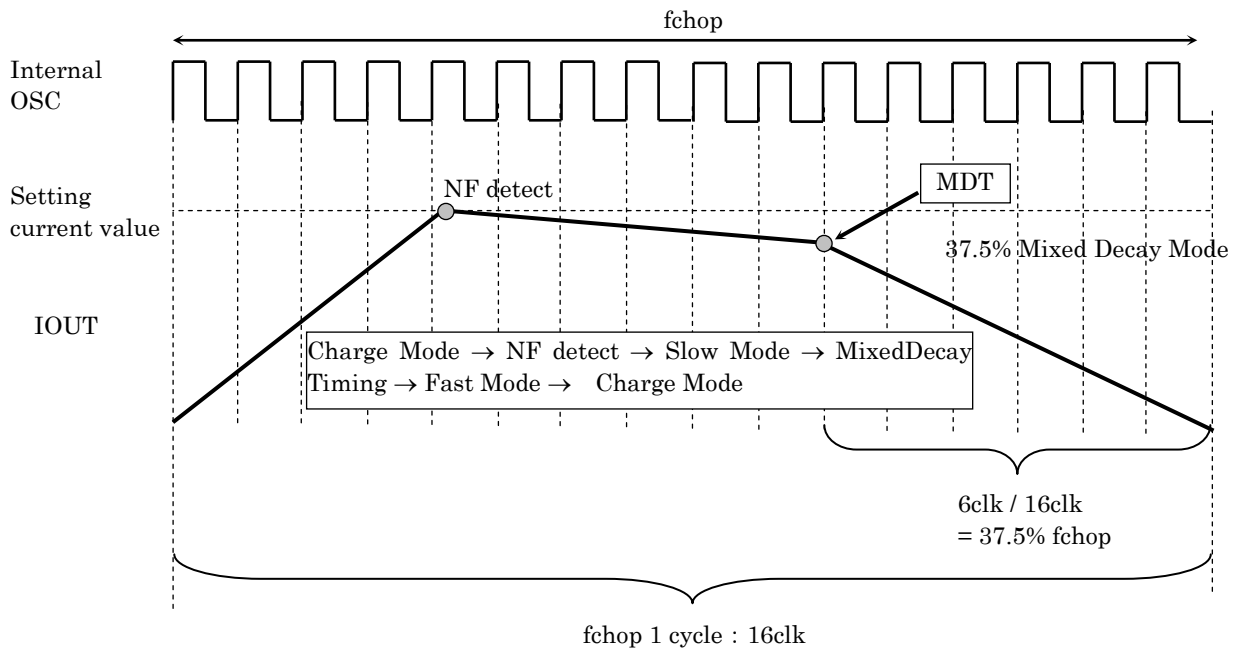 fchop
Internal
OSC
NF detect
MDT
Setting
current value
37.5% Mixed Decay Mode
IOUT
Charge Mode → NF detect → Slow Mode → MixedDecay
Timing → Fast Mode → Charge Mode
6clk / 16clk
= 37.5% fchop
fchop 1 cycle : 16clk